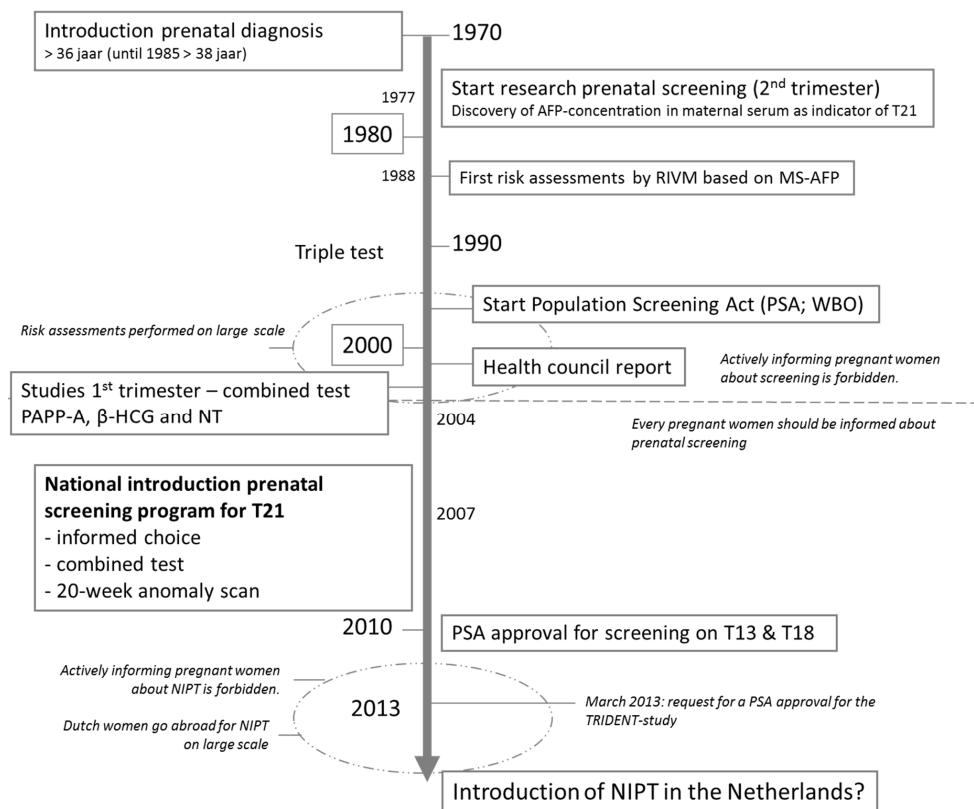 Introduction prenatal diagnosis
> 36 jaar (until 1985 > 38 jaar)
1970
Start research prenatal screening (2nd trimester)
Discovery of AFP-concentration in maternal serum as indicator of T21
1977
1980
1988
First risk assessments by RIVM based on MS-AFP
1990
Triple test
Start Population Screening Act (PSA; WBO)
Risk assessments performed on large scale
2000
Health council report
Actively informing pregnant women
about screening is forbidden.
Studies 1st trimester – combined test
PAPP-A, β-HCG and NT
2004
Every pregnant women should be informed about
prenatal screening
National introduction prenatal
screening program for T21
- informed choice
- combined test
- 20-week anomaly scan
2007
2010
PSA approval for screening on T13 & T18
Actively informing pregnant women
about NIPT is forbidden.
2013
March 2013: request for a PSA approval for the
TRIDENT-study
Dutch women go abroad for NIPT
on large scale
Introduction of NIPT in the Netherlands?